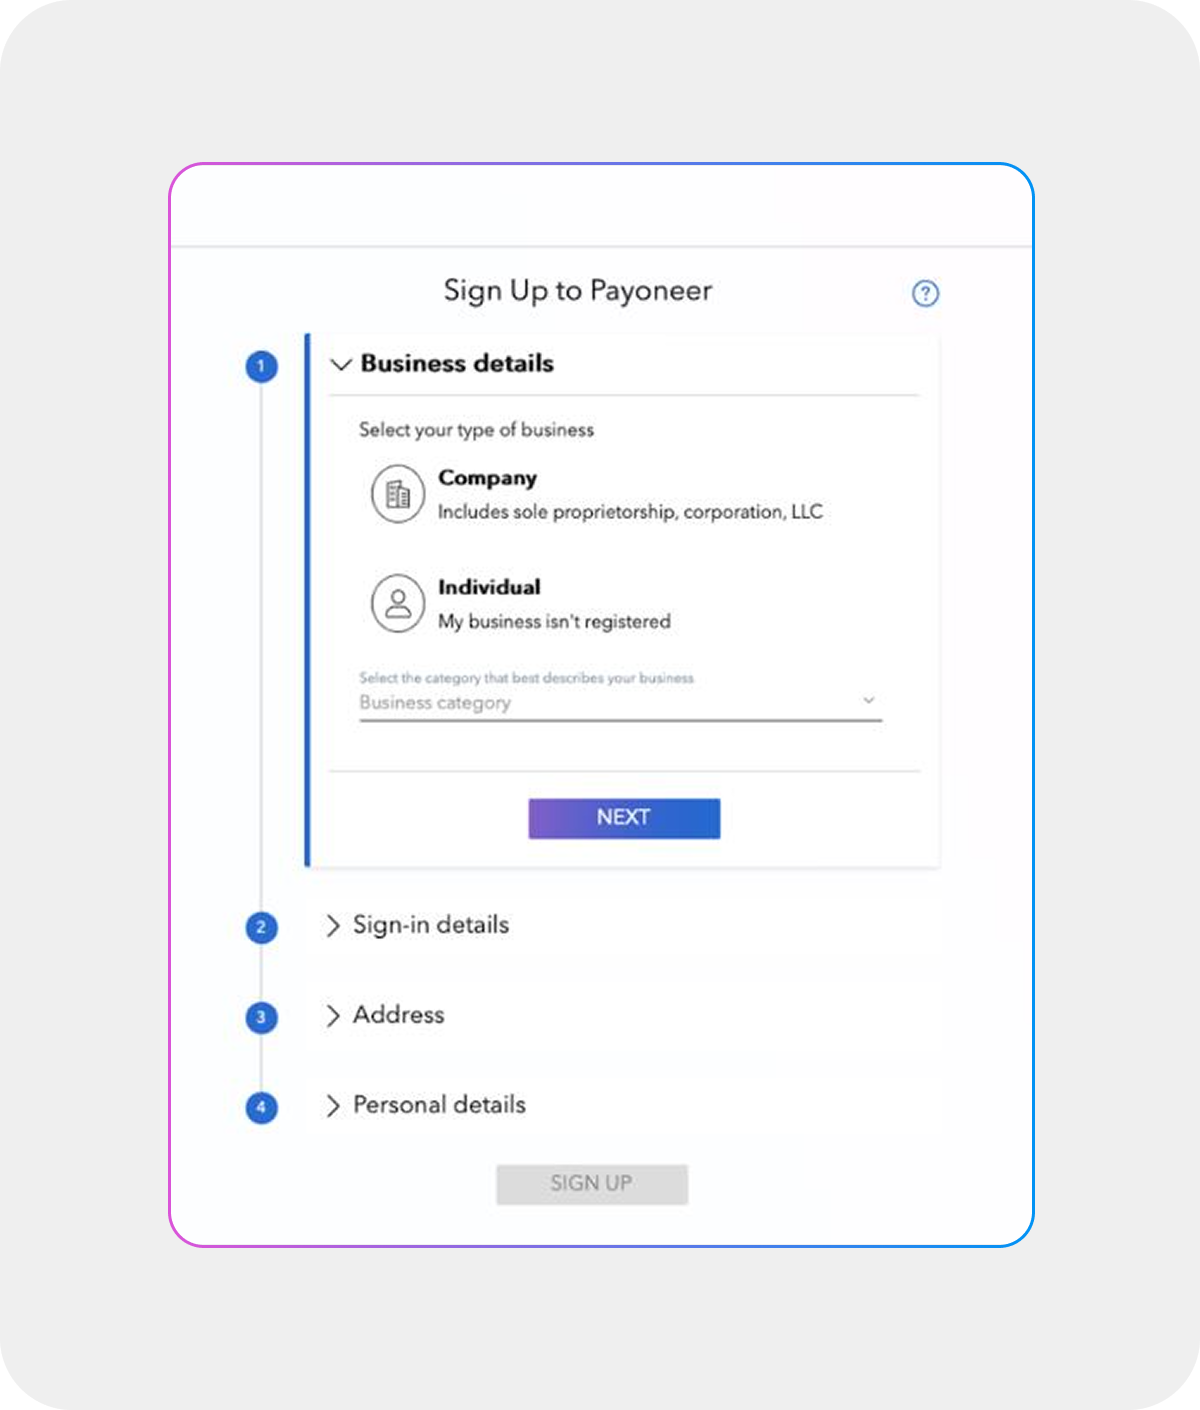 Sign Up to Payoneer
?
1
Business details
Select your type of business
Company
Includes sole proprietorship, corporation, LLC
Individual
My business isn't registered
Select the category that best describes your business
Business category
NEXT
2
Sign-in details
3
Address
4
Personal details
SIGN UP